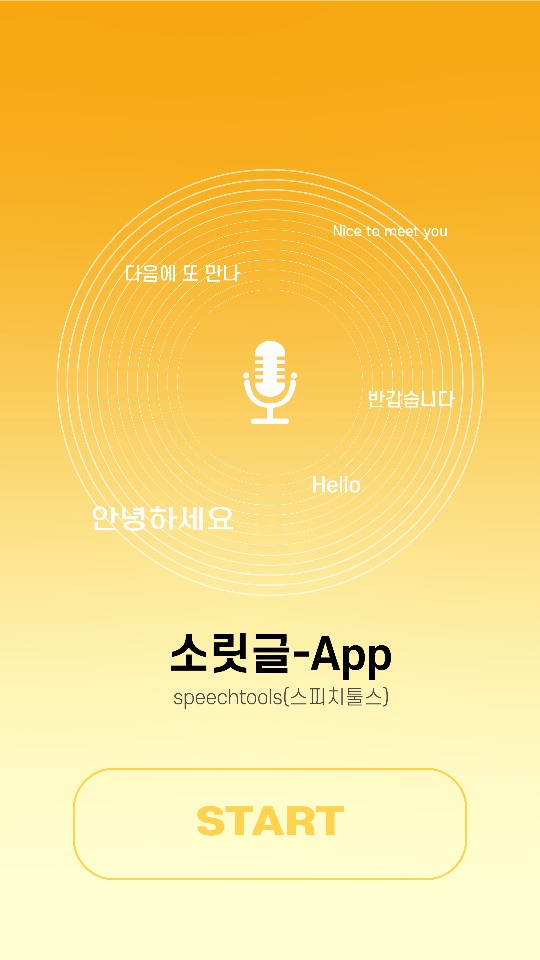 Nice to meet you
다음에 또 만나
반갑습니다
Hello
안녕하세요
소릿글-App
speechtools(스피치툴스)
START